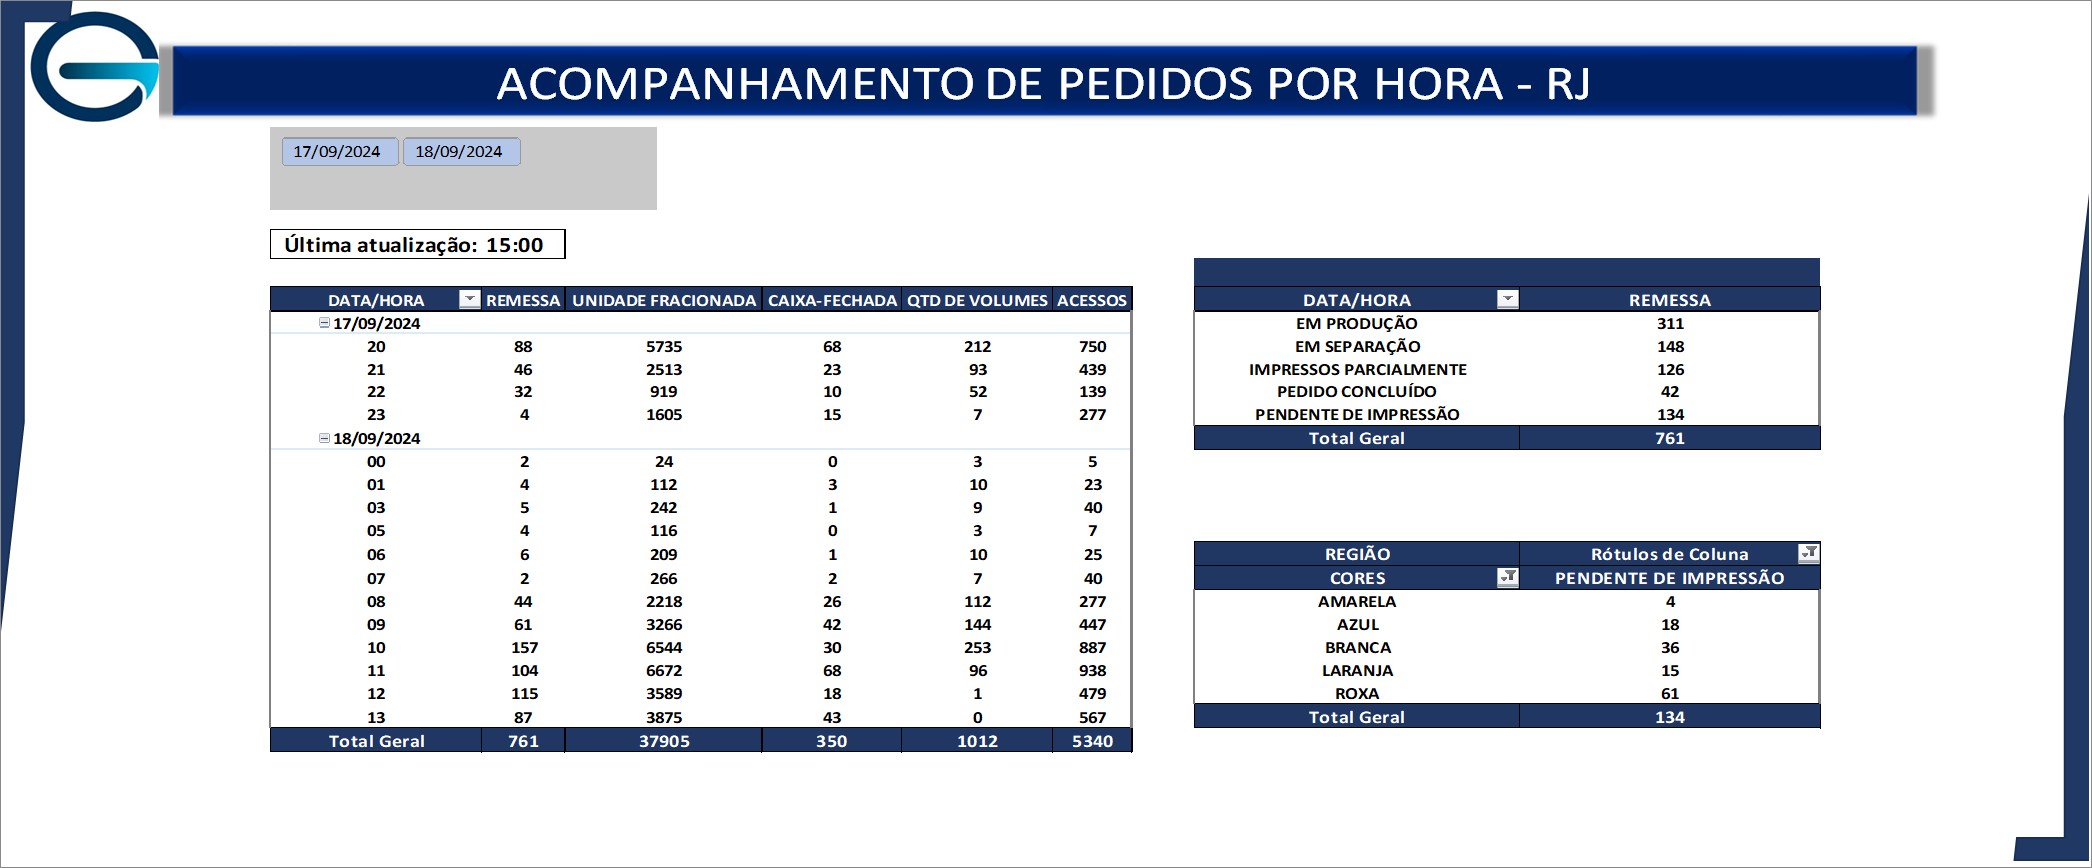 ACOMPANHAMENTO DE PEDIDOS POR HORA - RJ
17/09/2024 18/09/2024
Última atualização: 15:00
DATA/HORA REMESSA UNIDADE FRACIONADA CAIXA-FECHADA QTD DE VOLUMES ACESSOS
17/09/2024
20 88 5735 68 212 750
21 46 2513 23 93 439
22 32 919 10 52 139
23 4 1605 15 7 277
18/09/2024
00 2 24 0 3 5
01 4 112 3 10 23
03 5 242 1 9 40
05 4 116 0 3 7
06 6 209 1 10 25
07 2 266 2 7 40
08 44 2218 26 112 277
09 61 3266 42 144 447
10 157 6544 30 253 887
11 104 6672 68 96 938
12 115 3589 18 1 479
13 87 3875 43 0 567
Total Geral 761 37905 350 1012 5340
DATA/HORA REMESSA
EM PRODUÇÃO 311
EM SEPARAÇÃO 148
IMPRESSOS PARCIALMENTE 126
PEDIDO CONCLUÍDO 42
PENDENTE DE IMPRESSÃO 134
Total Geral 761
REGIÃO Rótulos de Coluna
CORES PENDENTE DE IMPRESSÃO
AMARELA 4
AZUL 18
BRANCA 36
LARANJA 15
ROXA 61
Total Geral 134